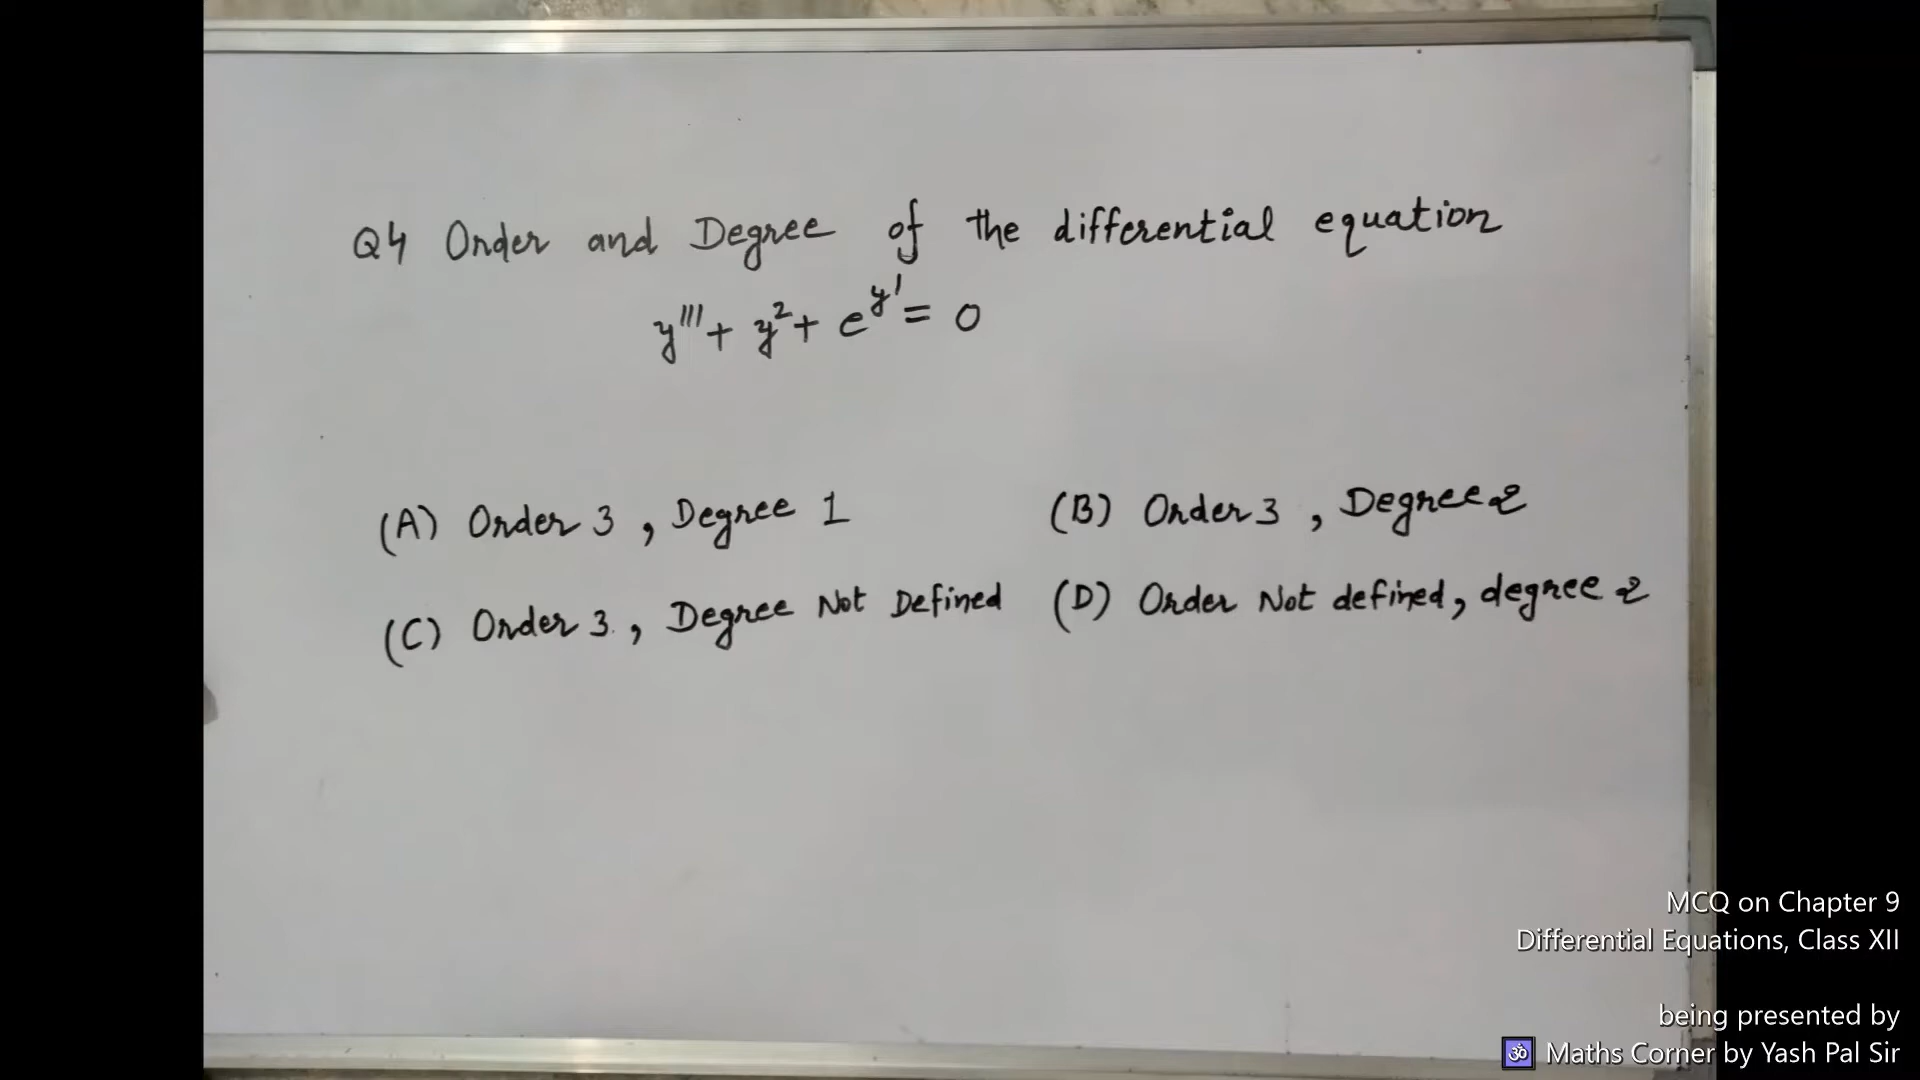 Q4 Order and Degree of the differential equation
y''' + y² + e^y' = 0
(A) Order 3 , Degree 1
(B) Order 3 , Degree 2
(C) Order 3 , Degree Not Defined
(D) Order Not defined, degree 2
MCQ on Chapter 9
Differential Equations, Class XII
being presented by
ॐ Maths Corner by Yash Pal Sir